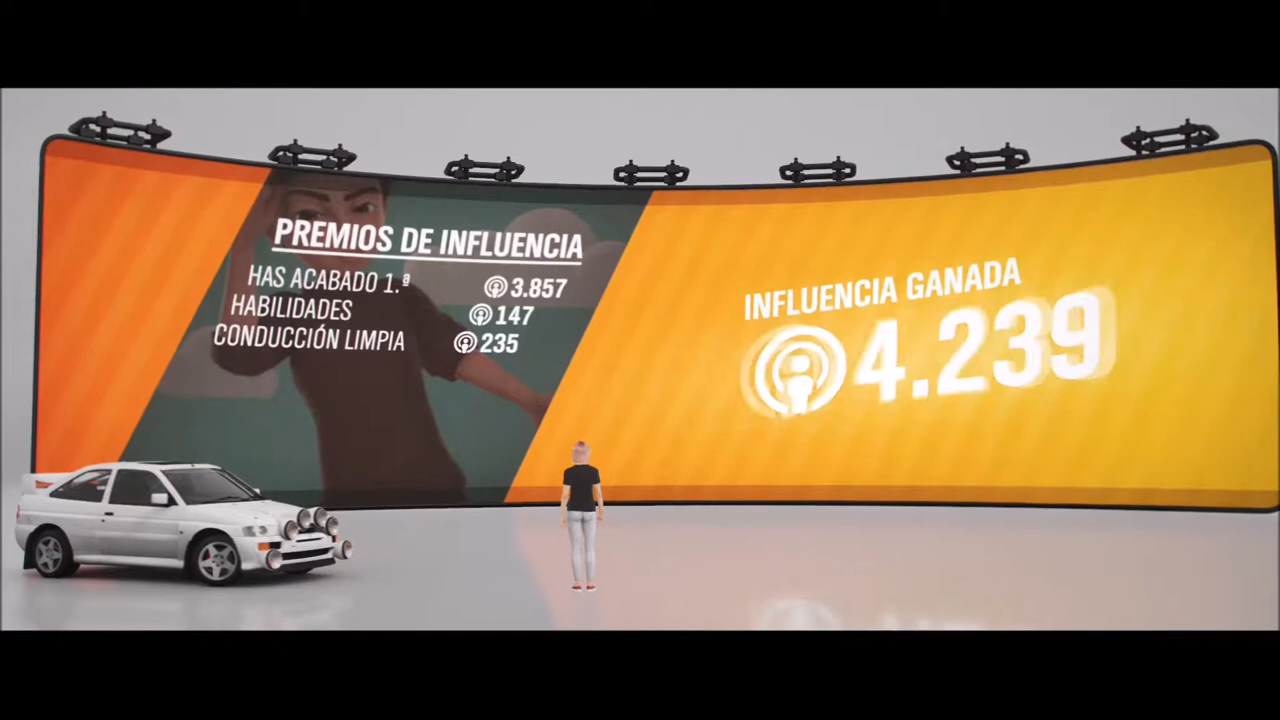 PREMIOS DE INFLUENCIA
HAS ACABADO 1.ª 3.857
HABILIDADES 147
CONDUCCIÓN LIMPIA 235
INFLUENCIA GANADA
4.239